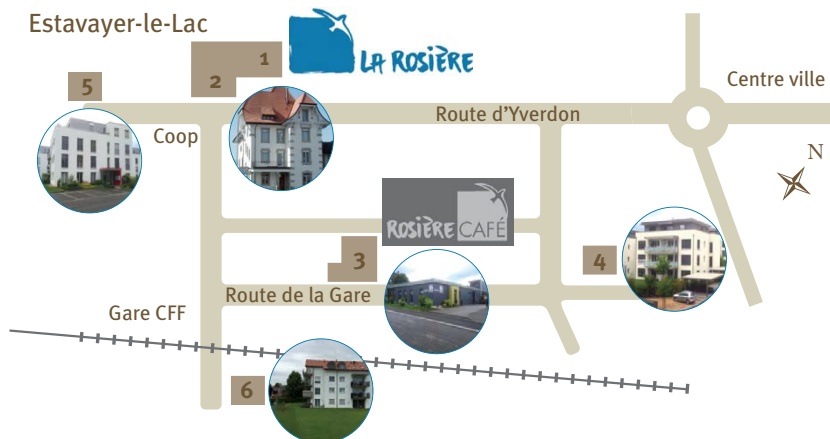 Estavayer-le-Lac
1
LA ROSIÈRE
2
5
Centre ville
Route d'Yverdon
Coop
N
ROSIÈRE CAFÉ
3
4
Route de la Gare
Gare CFF
6